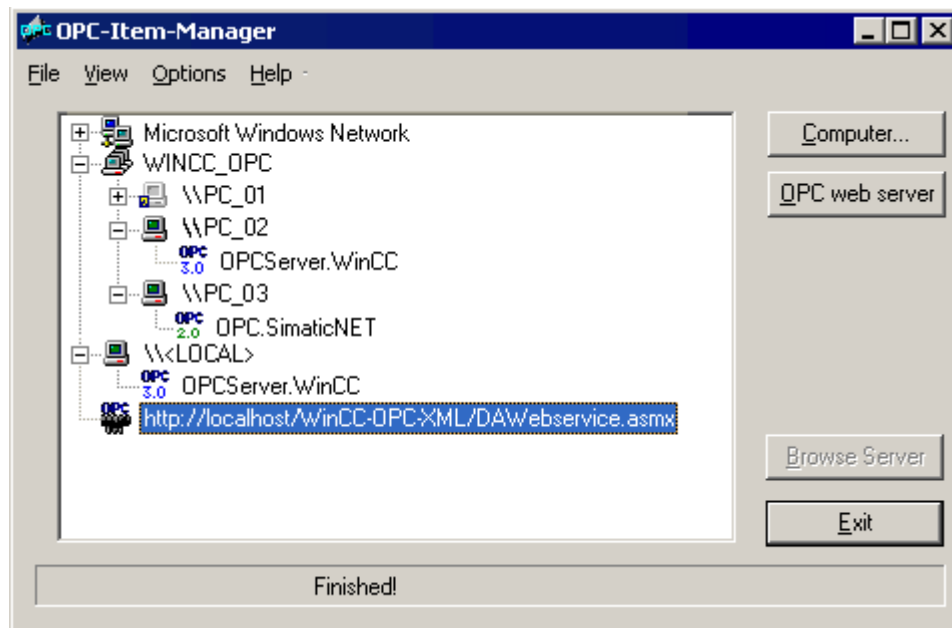 OPC OPC-Item-Manager
File View Options Help
Microsoft Windows Network
WINCC_OPC
\\PC_01
\\PC_02
OPC 3.0 OPCServer.WinCC
\\PC_03
OPC 2.0 OPC.SimaticNET
\\<LOCAL>
OPC 3.0 OPCServer.WinCC
OPC http://localhost/WinCC-OPC-XML/DAWebservice.asmx
Computer...
OPC web server
Browse Server
Exit
Finished!